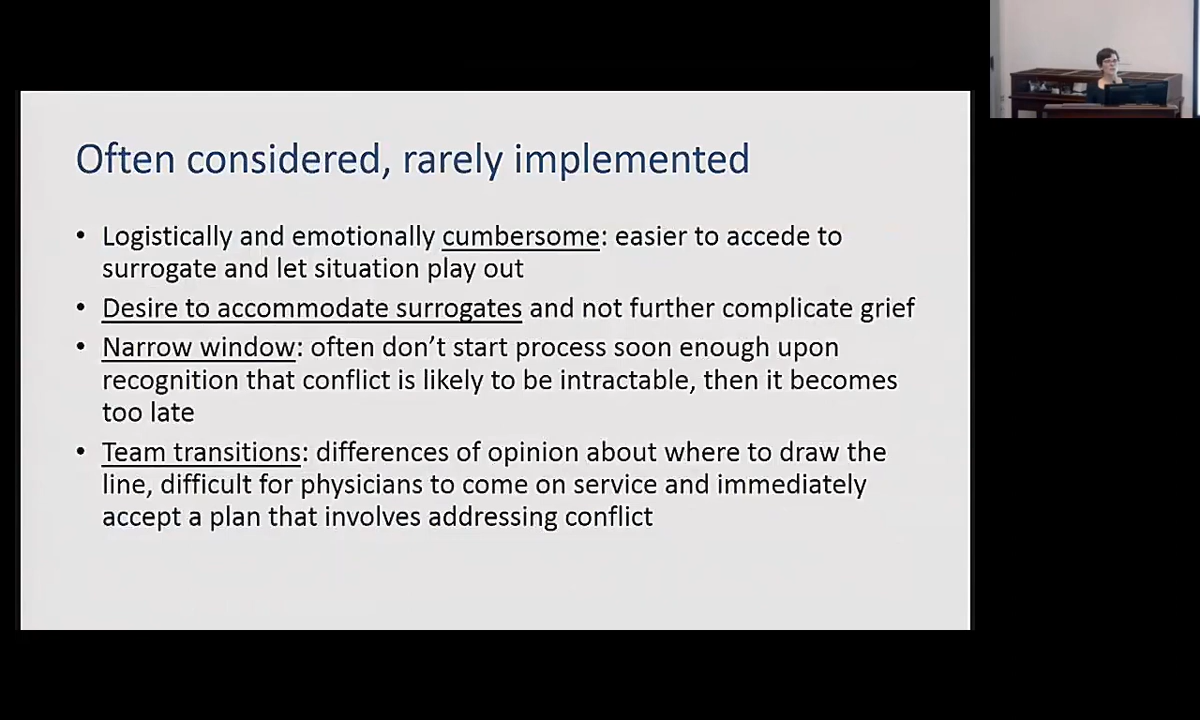 Often considered, rarely implemented
• Logistically and emotionally cumbersome: easier to accede to
surrogate and let situation play out
• Desire to accommodate surrogates and not further complicate grief
• Narrow window: often don’t start process soon enough upon
recognition that conflict is likely to be intractable, then it becomes
too late
• Team transitions: differences of opinion about where to draw the
line, difficult for physicians to come on service and immediately
accept a plan that involves addressing conflict